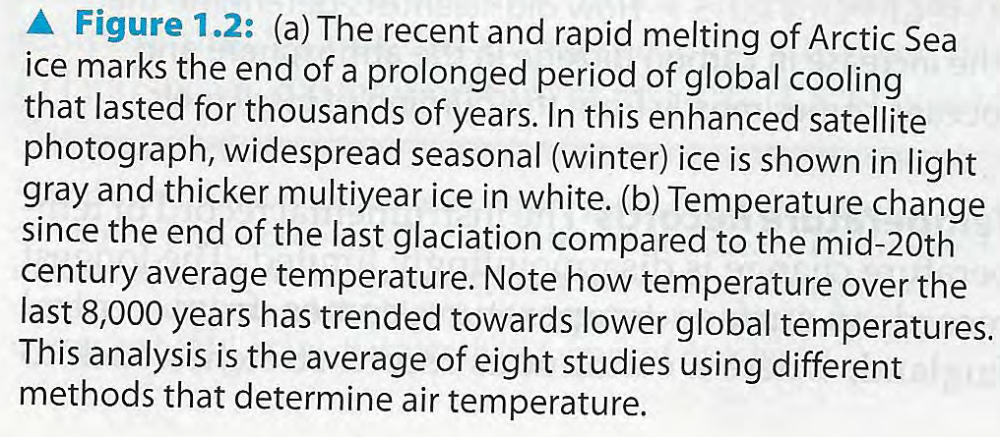 ▲ Figure 1.2: (a) The recent and rapid melting of Arctic Sea
ice marks the end of a prolonged period of global cooling
that lasted for thousands of years. In this enhanced satellite
photograph, widespread seasonal (winter) ice is shown in light
gray and thicker multiyear ice in white. (b) Temperature change
since the end of the last glaciation compared to the mid-20th
century average temperature. Note how temperature over the
last 8,000 years has trended towards lower global temperatures.
This analysis is the average of eight studies using different
methods that determine air temperature.